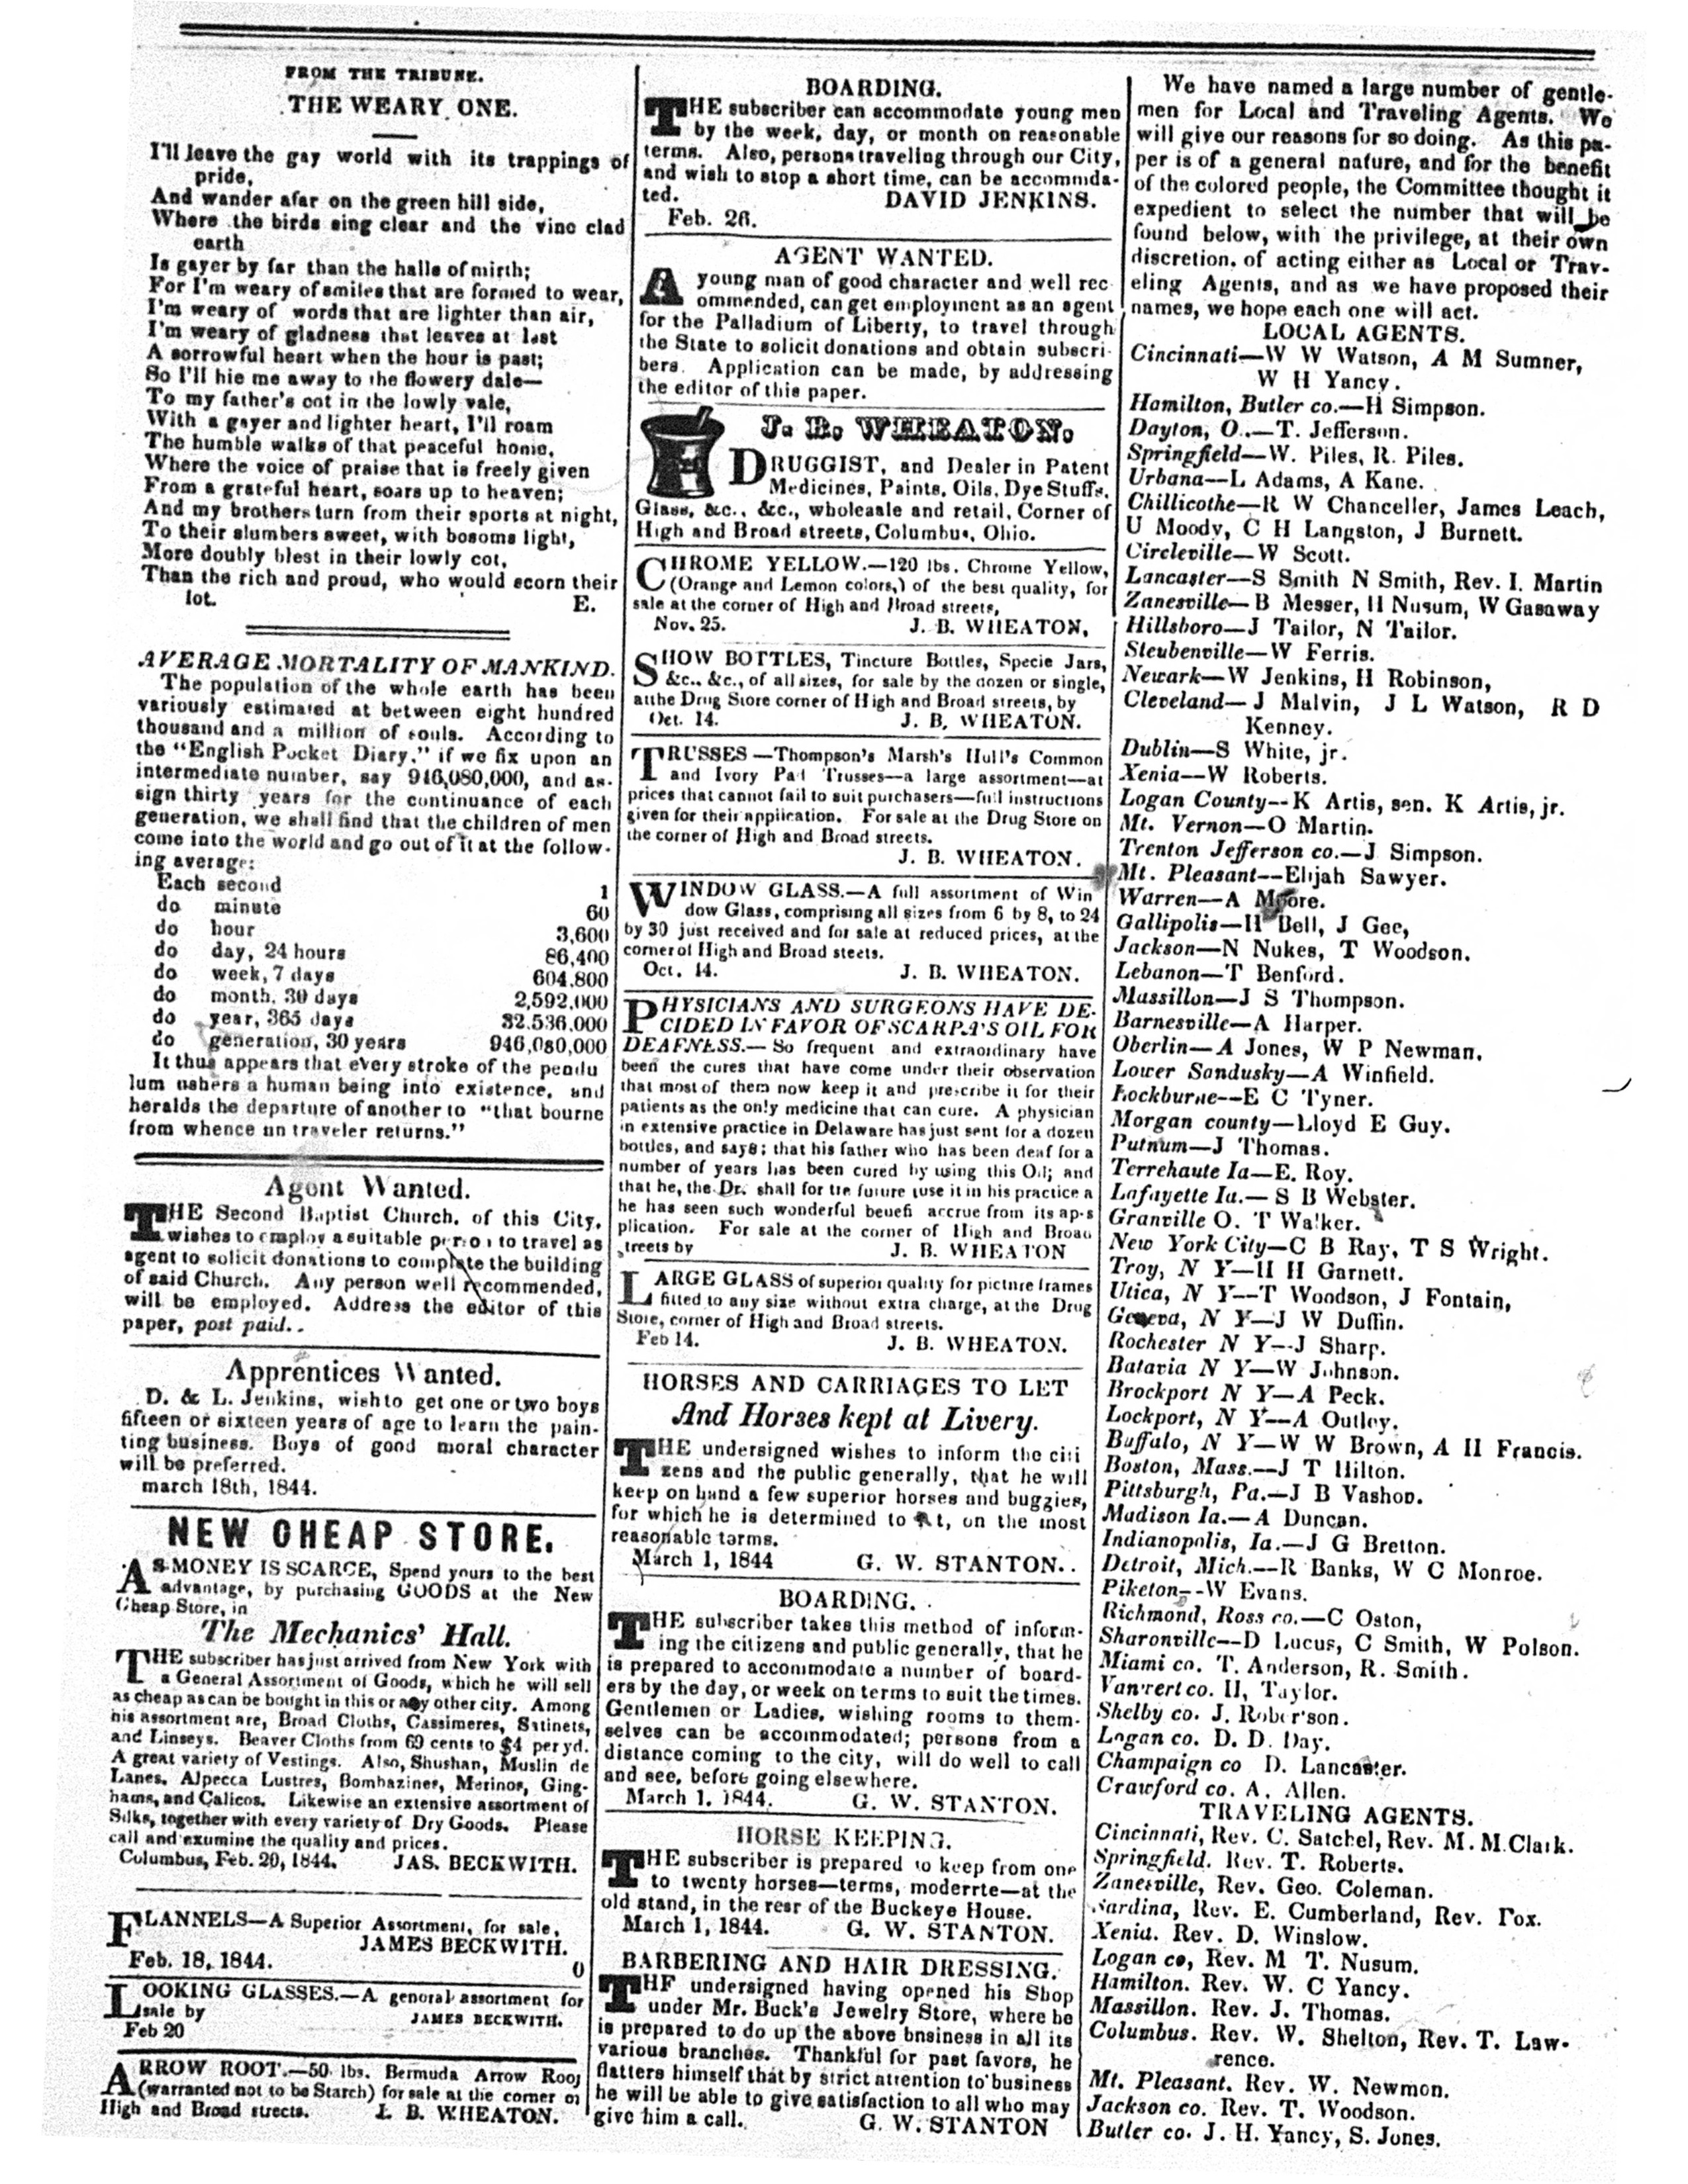 FROM THE TRIBUNE.
THE WEARY ONE.
I'll leave the gay world with its trappings of
pride,
And wander afar on the green hill side,
Where the birds sing clear and the vine clad
earth
Is gayer by far than the halls of mirth;
For I'm weary of smiles that are formed to wear,
I'm weary of words that are lighter than air,
I'm weary of gladness that leaves at last
A sorrowful heart when the hour is past;
So I'll hie me away to the flowery dale—
To my father's cot in the lowly vale,
With a gayer and lighter heart, I'll roam
The humble walks of that peaceful home,
Where the voice of praise that is freely given
From a grateful heart, soars up to heaven;
And my brothers turn from their sports at night,
To their slumbers sweet, with bosoms light,
More doubly blest in their lowly cot,
Than the rich and proud, who would scorn their
lot. E.
AVERAGE MORTALITY OF MANKIND.
The population of the whole earth has been
variously estimated at between eight hundred
thousand and a million of souls. According to
the "English Pocket Diary," if we fix upon an
intermediate number, say 946,080,000, and as-
sign thirty years for the continuance of each
generation, we shall find that the children of men
come into the world and go out of it at the follow-
ing average:
Each second 1
do minute 60
do hour 3,600
do day, 24 hours 86,400
do week, 7 days 604,800
do month, 30 days 2,592,000
do year, 365 days 32,536,000
do generation, 30 years 946,080,000
It thus appears that every stroke of the pendu
lum ushers a human being into existence, and
heralds the departure of another to "that bourne
from whence un traveler returns."
Agent Wanted.
THE Second Baptist Church, of this City,
wishes to employ a suitable person to travel as
agent to solicit donations to complete the building
of said Church. Any person well recommended,
will be employed. Address the editor of this
paper, post paid..
Apprentices Wanted.
D. & L. Jenkins, wish to get one or two boys
fifteen or sixteen years of age to learn the pain-
ting business. Boys of good moral character
will be preferred.
march 18th, 1844.
NEW CHEAP STORE.
AS MONEY IS SCARCE, Spend yours to the best
advantage, by purchasing GOODS at the New
Cheap Store, in
The Mechanics' Hall.
THE subscriber has just arrived from New York with
a General Assortment of Goods, which he will sell
as cheap as can be bought in this or any other city. Among
his assortment are, Broad Cloths, Cassimeres, Satinets,
and Linseys. Beaver Cloths from 69 cents to $4 per yd.
A great variety of Vestings. Also, Shushan, Muslin de
Lanes, Alpecca Lustres, Bombazines, Merinos, Ging-
hams, and Calicos. Likewise an extensive assortment of
Silks, together with every variety of Dry Goods. Please
call and examine the quality and prices.
Columbus, Feb. 20, 1844. JAS. BECKWITH.
FLANNELS—A Superior Assortment, for sale,
JAMES BECKWITH.
Feb. 18, 1844. 0
LOOKING GLASSES.—A general assortment for
sale by JAMES BECKWITH.
Feb 20
ARROW ROOT.—50 lbs. Bermuda Arrow Rooj
(warranted not to be Starch) for sale at the corner of
High and Broad streets. J. B. WHEATON.
BOARDING.
THE subscriber can accommodate young men
by the week, day, or month on reasonable
terms. Also, persons traveling through our City,
and wish to stop a short time, can be accommda-
ted. DAVID JENKINS.
Feb. 26.
AGENT WANTED.
A young man of good character and well rec
ommended, can get employment as an agent
for the Palladium of Liberty, to travel through
the State to solicit donations and obtain subscri-
bers. Application can be made, by addressing
the editor of this paper.
J. B. WHEATON.
DRUGGIST, and Dealer in Patent
Medicines, Paints, Oils, Dye Stuffs,
Glass, &c., &c., wholesale and retail, Corner of
High and Broad streets, Columbus, Ohio.
CHROME YELLOW.—120 lbs. Chrome Yellow,
(Orange and Lemon colors,) of the best quality, for
sale at the corner of High and Broad streets,
Nov. 25. J. B. WHEATON,
SHOW BOTTLES, Tincture Bottles, Specie Jars,
&c., &c., of all sizes, for sale by the dozen or single,
at the Drug Store corner of High and Broad streets, by
Oct. 14. J. B. WHEATON.
TRUSSES—Thompson's Marsh's Hull's Common
and Ivory Pad Trusses—a large assortment—at
prices that cannot fail to suit purchasers—full instructions
given for their application. For sale at the Drug Store on
the corner of High and Broad streets.
J. B. WHEATON.
WINDOW GLASS.—A full assortment of Win
dow Glass, comprising all sizes from 6 by 8, to 24
by 30 just received and for sale at reduced prices, at the
corner of High and Broad steets.
Oct. 14. J. B. WHEATON.
PHYSICIANS AND SURGEONS HAVE DE-
CIDED IN FAVOR OF SCARPA'S OIL FOR
DEAFNESS.—So frequent and extraordinary have
been the cures that have come under their observation
that most of them now keep it and prescribe it for their
patients as the only medicine that can cure. A physician
in extensive practice in Delaware has just sent for a dozen
bottles, and says; that his father who has been deaf for a
number of years has been cured by using this Oil; and
that he, the Dr. shall for the future (use it in his practice a
he has seen such wonderful benefi accrue from its ap-s
plication. For sale at the corner of High and Broad
streets by J. B. WHEATON
LARGE GLASS of superior quality for picture frames
fitted to any size without extra charge, at the Drug
Store, corner of High and Broad streets.
Feb 14. J. B. WHEATON.
HORSES AND CARRIAGES TO LET
And Horses kept at Livery.
THE undersigned wishes to inform the citi
zens and the public generally, that he will
keep on hand a few superior horses and buggies,
for which he is determined to t, on the most
reasonable tarms.
March 1, 1844 G. W. STANTON..
BOARDING.
THE subscriber takes this method of inform-
ing the citizens and public generally, that he
is prepared to accommodate a number of board-
ers by the day, or week on terms to suit the times.
Gentlemen or Ladies, wishing rooms to them-
selves can be accommodated; persons from a
distance coming to the city, will do well to call
and see, before going elsewhere.
March 1. 1844. G. W. STANTON.
HORSE KEEPING.
THE subscriber is prepared to keep from one
to twenty horses—terms, moderrte—at the
old stand, in the rear of the Buckeye House.
March 1, 1844. G. W. STANTON.
BARBERING AND HAIR DRESSING.
THF undersigned having opened his Shop
under Mr. Buck's Jewelry Store, where he
is prepared to do up the above bnsiness in all its
various branches. Thankful for past favors, he
flatters himself that by strict attention to business
he will be able to give satisfaction to all who may
give him a call. G. W. STANTON
We have named a large number of gentle-
men for Local and Traveling Agents. We
will give our reasons for so doing. As this pa-
per is of a general nature, and for the benefit
of the colored people, the Committee thought it
expedient to select the number that will be
found below, with the privilege, at their own
discretion, of acting either as Local or Trav-
eling Agents, and as we have proposed their
names, we hope each one will act.
LOCAL AGENTS.
Cincinnati—W W Watson, A M Sumner,
W H Yancy.
Hamilton, Butler co.—H Simpson.
Dayton, O.—T. Jefferson.
Springfield—W. Piles, R. Piles.
Urbana—L Adams, A Kane.
Chillicothe—R W Chanceller, James Leach,
U Moody, C H Langston, J Burnett.
Circleville—W Scott.
Lancaster—S Smith N Smith, Rev. I. Martin
Zanesville—B Messer, H Nusum, W Gasaway
Hillsboro—J Tailor, N Tailor.
Steubenville—W Ferris.
Newark—W Jenkins, H Robinson,
Cleveland—J Malvin, J L Watson, R D
Kenney.
Dublin—S White, jr.
Xenia—W Roberts.
Logan County--K Artis, sen. K Artis, jr.
Mt. Vernon—O Martin.
Trenton Jefferson co.—J Simpson.
Mt. Pleasant--Elijah Sawyer.
Warren—A Moore.
Gallipolis—H Bell, J Gee,
Jackson—N Nukes, T Woodson.
Lebanon—T Benford.
Massillon—J S Thompson.
Barnesville—A Harper.
Oberlin—A Jones, W P Newman.
Lower Sandusky—A Winfield.
Lockburne--E C Tyner.
Morgan county—Lloyd E Guy.
Putnum—J Thomas.
Terrehaute Ia—E. Roy.
Lafayette Ia.—S B Webster.
Granville O. T Walker.
New York City—C B Ray, T S Wright.
Troy, N Y—H H Garnett.
Utica, N Y—T Woodson, J Fontain,
Geneva, N Y—J W Duffin.
Rochester N Y--J Sharp.
Batavia N Y—W Johnson.
Brockport N Y—A Peck.
Lockport, N Y—A Outley.
Buffalo, N Y—W W Brown, A H Francis.
Boston, Mass.—J T Hilton.
Pittsburgh, Pa.—J B Vashon.
Madison Ia.—A Duncan.
Indianapolis, Ia.—J G Bretton.
Detroit, Mich.—R Banks, W C Monroe.
Piketon--W Evans.
Richmond, Ross co.—C Oston,
Sharonville--D Lucus, C Smith, W Polson.
Miami co. T. Anderson, R. Smith.
Vanvert co. H, Taylor.
Shelby co. J. Rober'son.
Logan co. D. D. Day.
Champaign co D. Lancaster.
Crawford co. A. Allen.
TRAVELING AGENTS.
Cincinnati, Rev. C. Satchel, Rev. M. M. Clark.
Springfield. Rev. T. Roberts.
Zanesville, Rev. Geo. Coleman.
Sardina, Rev. E. Cumberland, Rev. Fox.
Xenia. Rev. D. Winslow.
Logan co, Rev. M T. Nusum.
Hamilton. Rev. W. C Yancy.
Massillon. Rev. J. Thomas.
Columbus. Rev. W. Shelton, Rev. T. Law-
rence.
Mt. Pleasant. Rev. W. Newmon.
Jackson co. Rev. T. Woodson.
Butler co. J. H. Yancy, S. Jones.